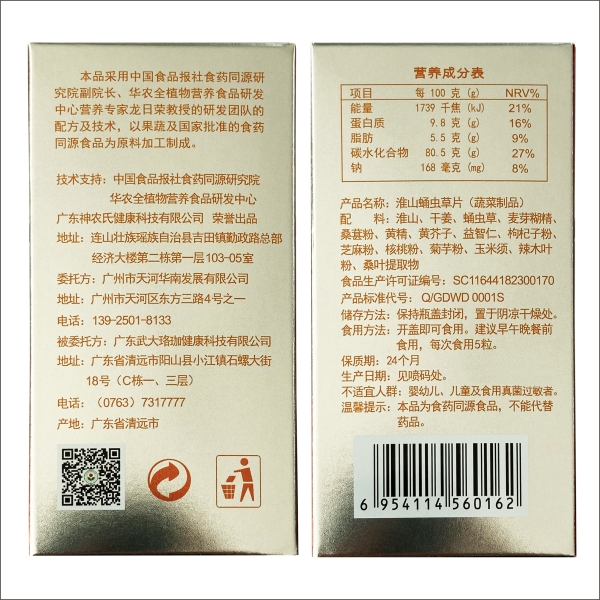 本品采用中国食品报社食药同源研
究院副院长、华农全植物营养食品研发
中心营养专家龙日荣教授的研发团队的
配方及技术，以果蔬及国家批准的食药
同源食品为原料加工制成。
技术支持：中国食品报社食药同源研究院
华农全植物营养食品研发中心
广东神农氏健康科技有限公司 荣誉出品
地址：连山壮族瑶族自治县吉田镇勤政路总部
经济大楼第二栋第一层103-05室
委托方：广州市天河华南发展有限公司
地址：广州市天河区东方三路4号之一
电话：139-2501-8133
被委托方：广东武大珞珈健康科技有限公司
地址：广东省清远市阳山县小江镇石螺大街
18号（C栋一、三层）
电话：（0763）7317777
产地：广东省清远市
营养成分表
项目 每 100 克 (g) NRV%
能量 1739 千焦 (kJ) 21%
蛋白质 9.8 克 (g) 16%
脂肪 5.5 克 (g) 9%
碳水化合物 80.5 克 (g) 27%
钠 168 毫克 (mg) 8%
产品名称：淮山蛹虫草片（蔬菜制品）
配 料：淮山、干姜、蛹虫草、麦芽糊精、
桑葚粉、黄精、黄芥子、益智仁、枸杞子粉、
芝麻粉、核桃粉、菊芋粉、玉米须、辣木叶
粉、桑叶提取物
食品生产许可证编号：SC11644182300170
产品标准代号：Q/GDWD 0001S
储存方法：保持瓶盖封闭，置于阴凉干燥处。
食用方法：开盖即可食用。建议早午晚餐前
食用，每次食用5粒。
保质期：24个月
生产日期：见喷码处。
不适宜人群：婴幼儿、儿童及食用真菌过敏者。
温馨提示：本品为食药同源食品，不能代替
药品。
6 954114 560162